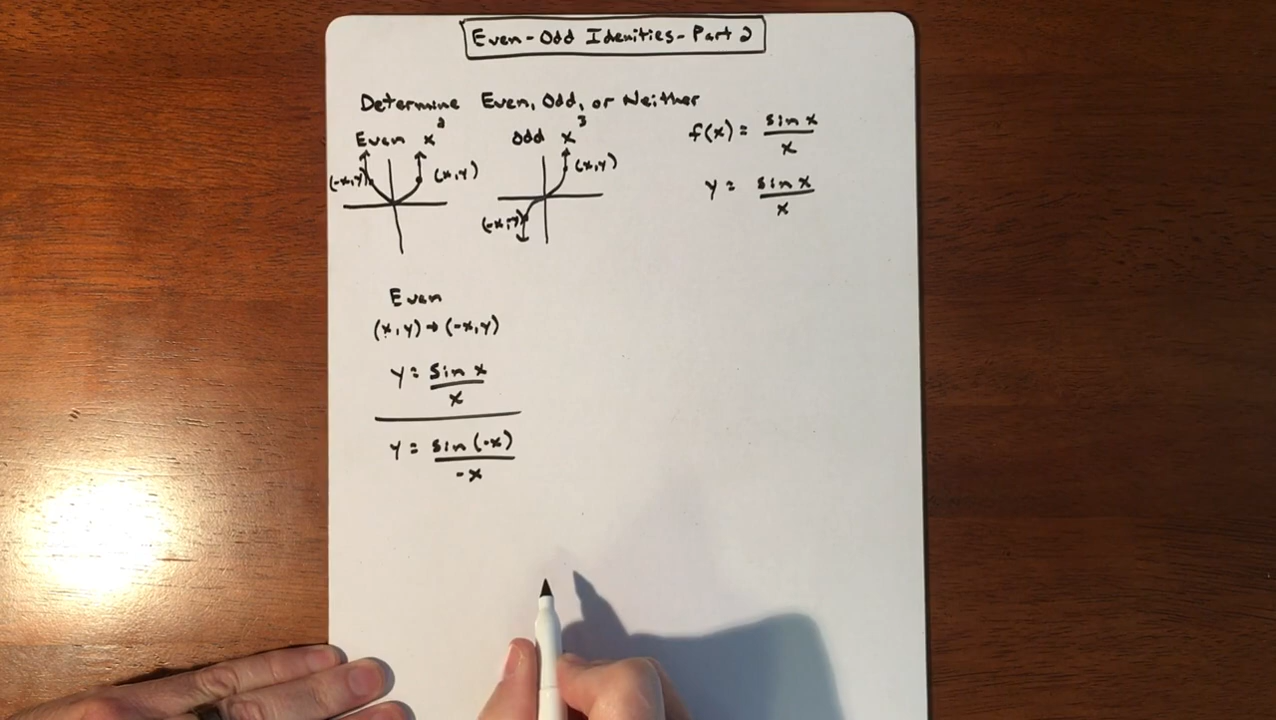 Even-Odd Idenities-Part 2
Determine Even, Odd, or Neither
Even x²
(-x,y)
(x,y)
Odd x³
(x,y)
(-x,-y)
f(x) = sin x / x
y = sin x / x
Even
(x,y) → (-x,y)
y = sin x / x
y = sin(-x) / -x